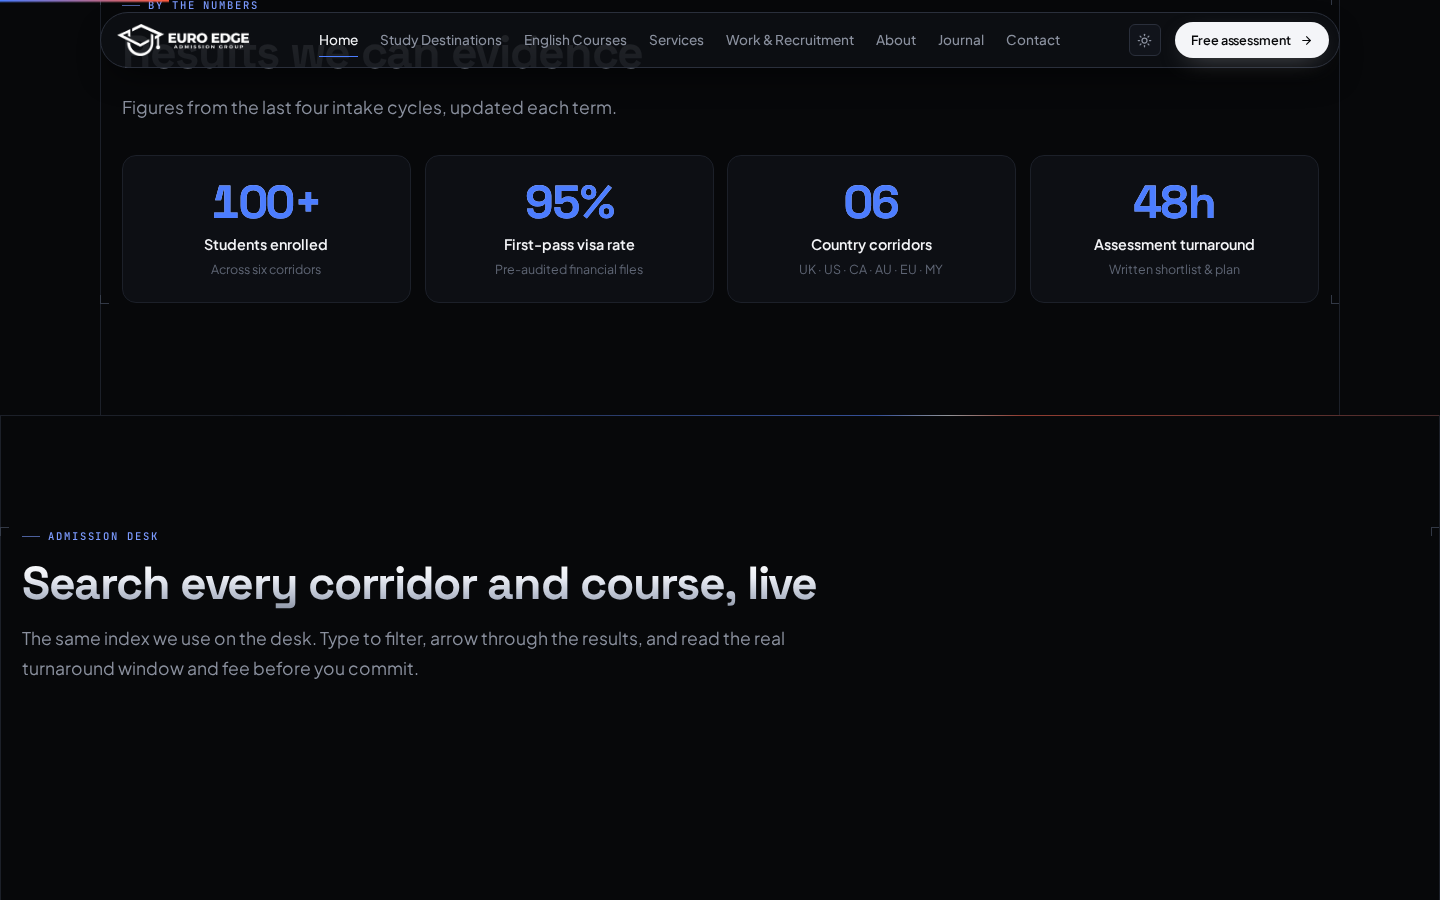 BY THE NUMBERS
EURO EDGE
ADMISSION GROUP
Home
Study Destinations
English Courses
Services
Work & Recruitment
About
Journal
Contact
Free assessment →
Results we can evidence
Figures from the last four intake cycles, updated each term.
100+
Students enrolled
Across six corridors
95%
First-pass visa rate
Pre-audited financial files
06
Country corridors
UK · US · CA · AU · EU · MY
48h
Assessment turnaround
Written shortlist & plan
ADMISSION DESK
Search every corridor and course, live
The same index we use on the desk. Type to filter, arrow through the results, and read the real
turnaround window and fee before you commit.